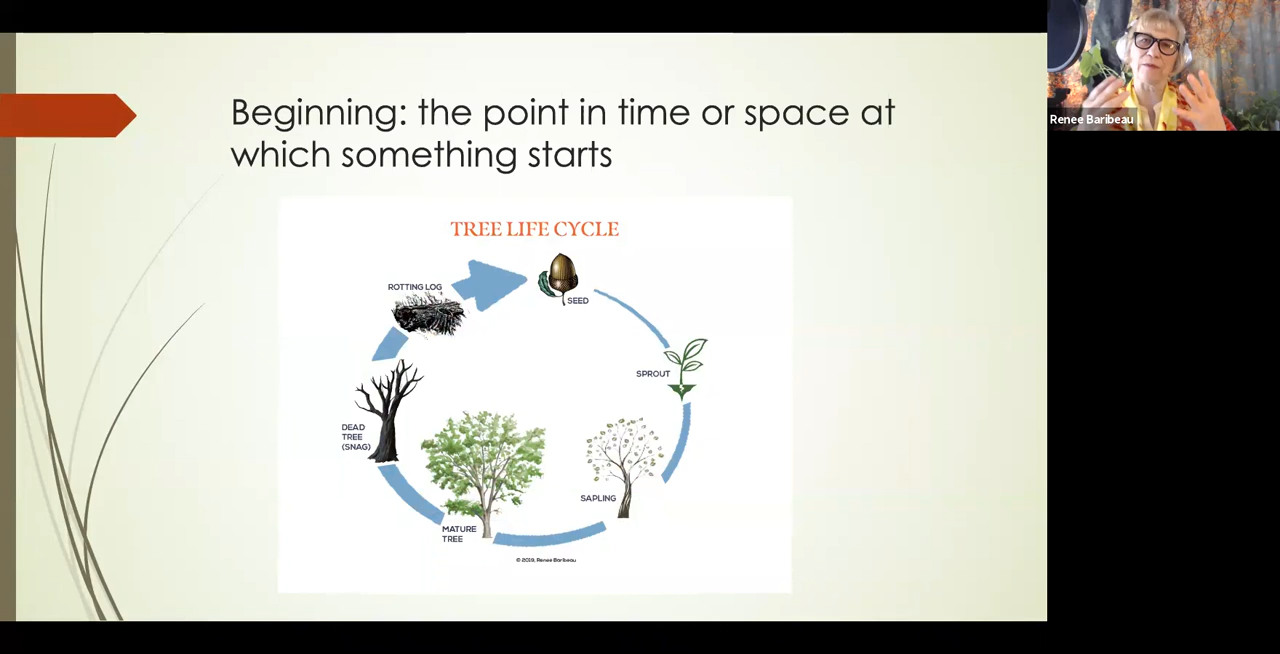 Beginning: the point in time or space at
which something starts
TREE LIFE CYCLE
SEED
SPROUT
SAPLING
MATURE
TREE
DEAD
TREE
(SNAG)
ROTTING LOG
© 2019, Renee Baribeau
Renee Baribeau